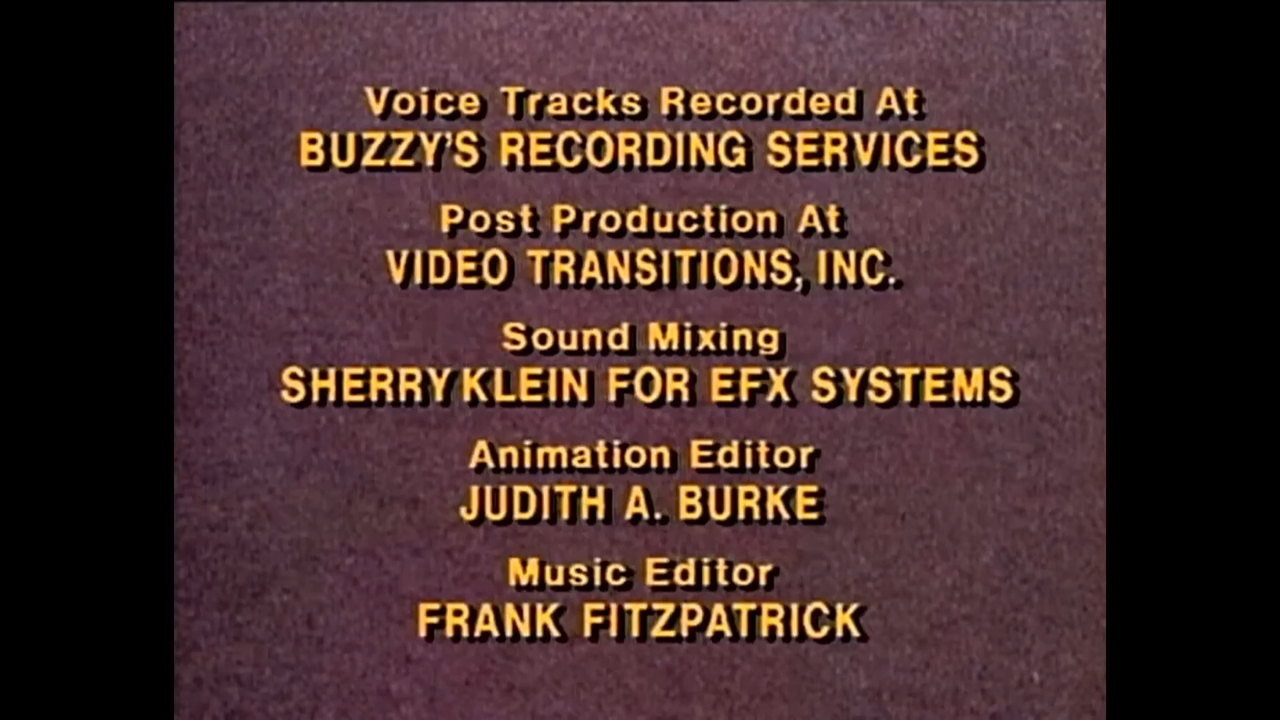 Voice Tracks Recorded At
BUZZY'S RECORDING SERVICES
Post Production At
VIDEO TRANSITIONS, INC.
Sound Mixing
SHERRY KLEIN FOR EFX SYSTEMS
Animation Editor
JUDITH A. BURKE
Music Editor
FRANK FITZPATRICK